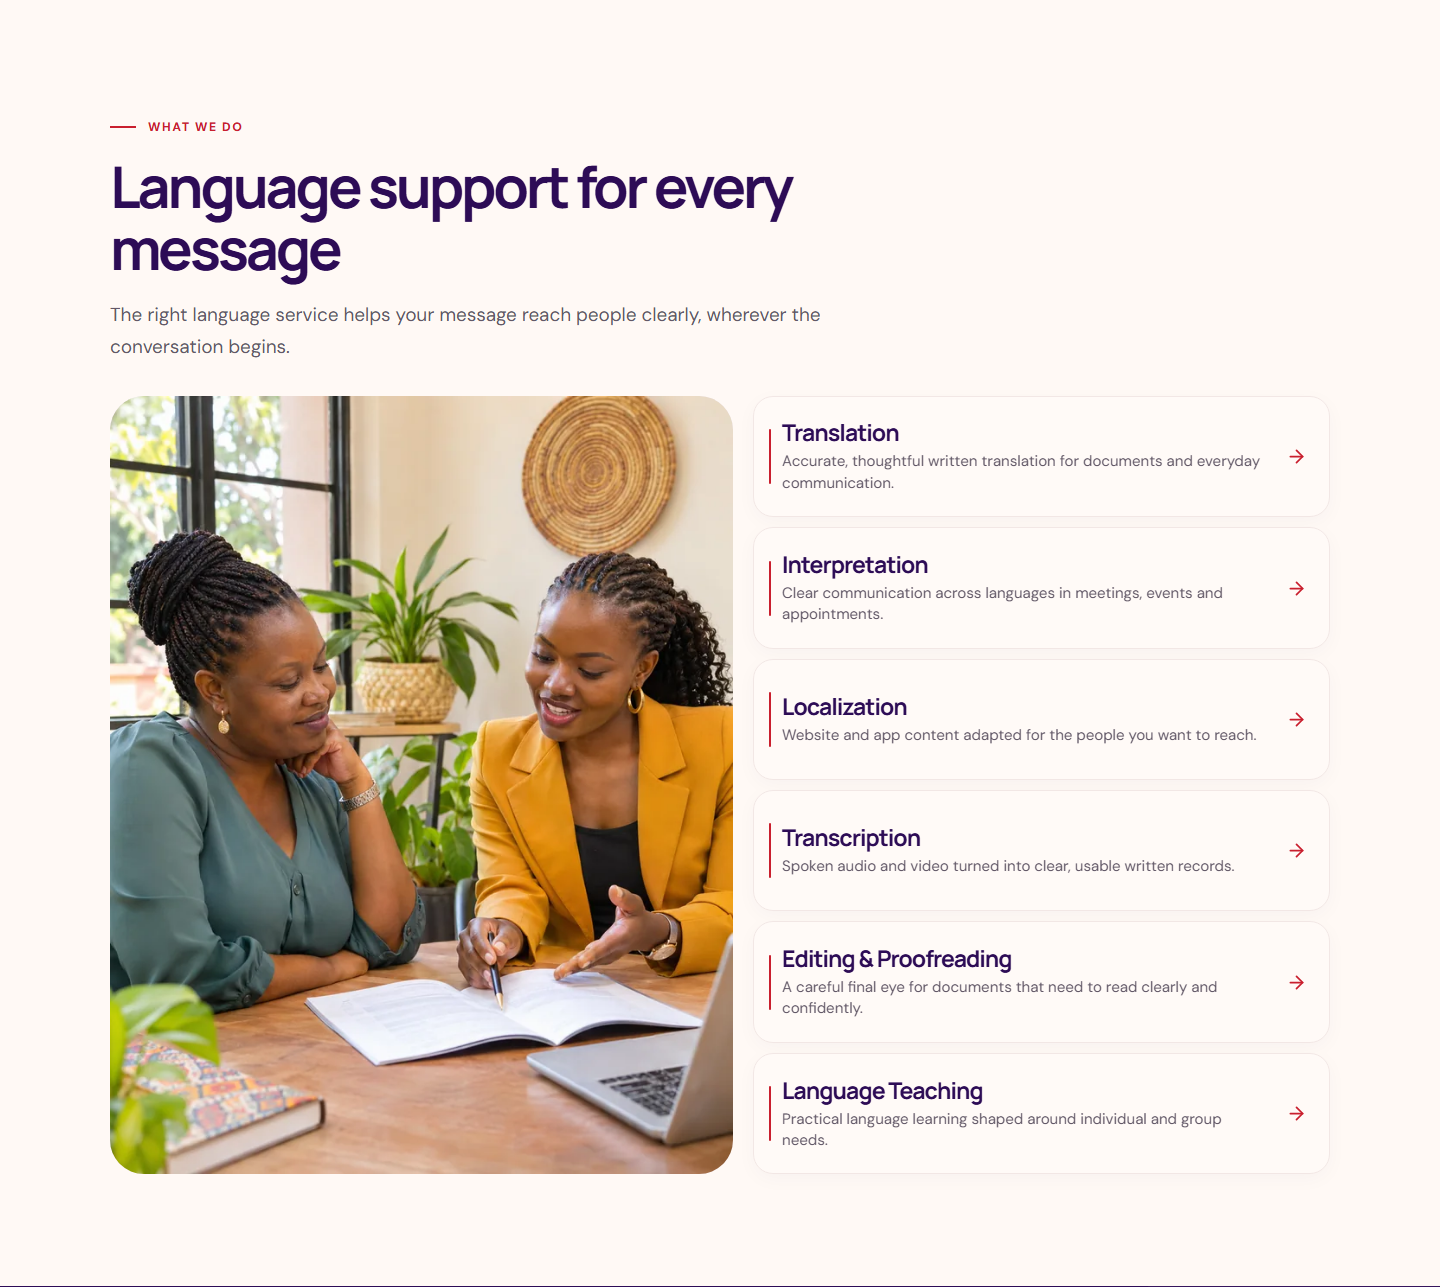 WHAT WE DO
Language support for every
message
The right language service helps your message reach people clearly, wherever the
conversation begins.
Translation
Accurate, thoughtful written translation for documents and everyday
communication.
Interpretation
Clear communication across languages in meetings, events and
appointments.
Localization
Website and app content adapted for the people you want to reach.
Transcription
Spoken audio and video turned into clear, usable written records.
Editing & Proofreading
A careful final eye for documents that need to read clearly and
confidently.
Language Teaching
Practical language learning shaped around individual and group
needs.